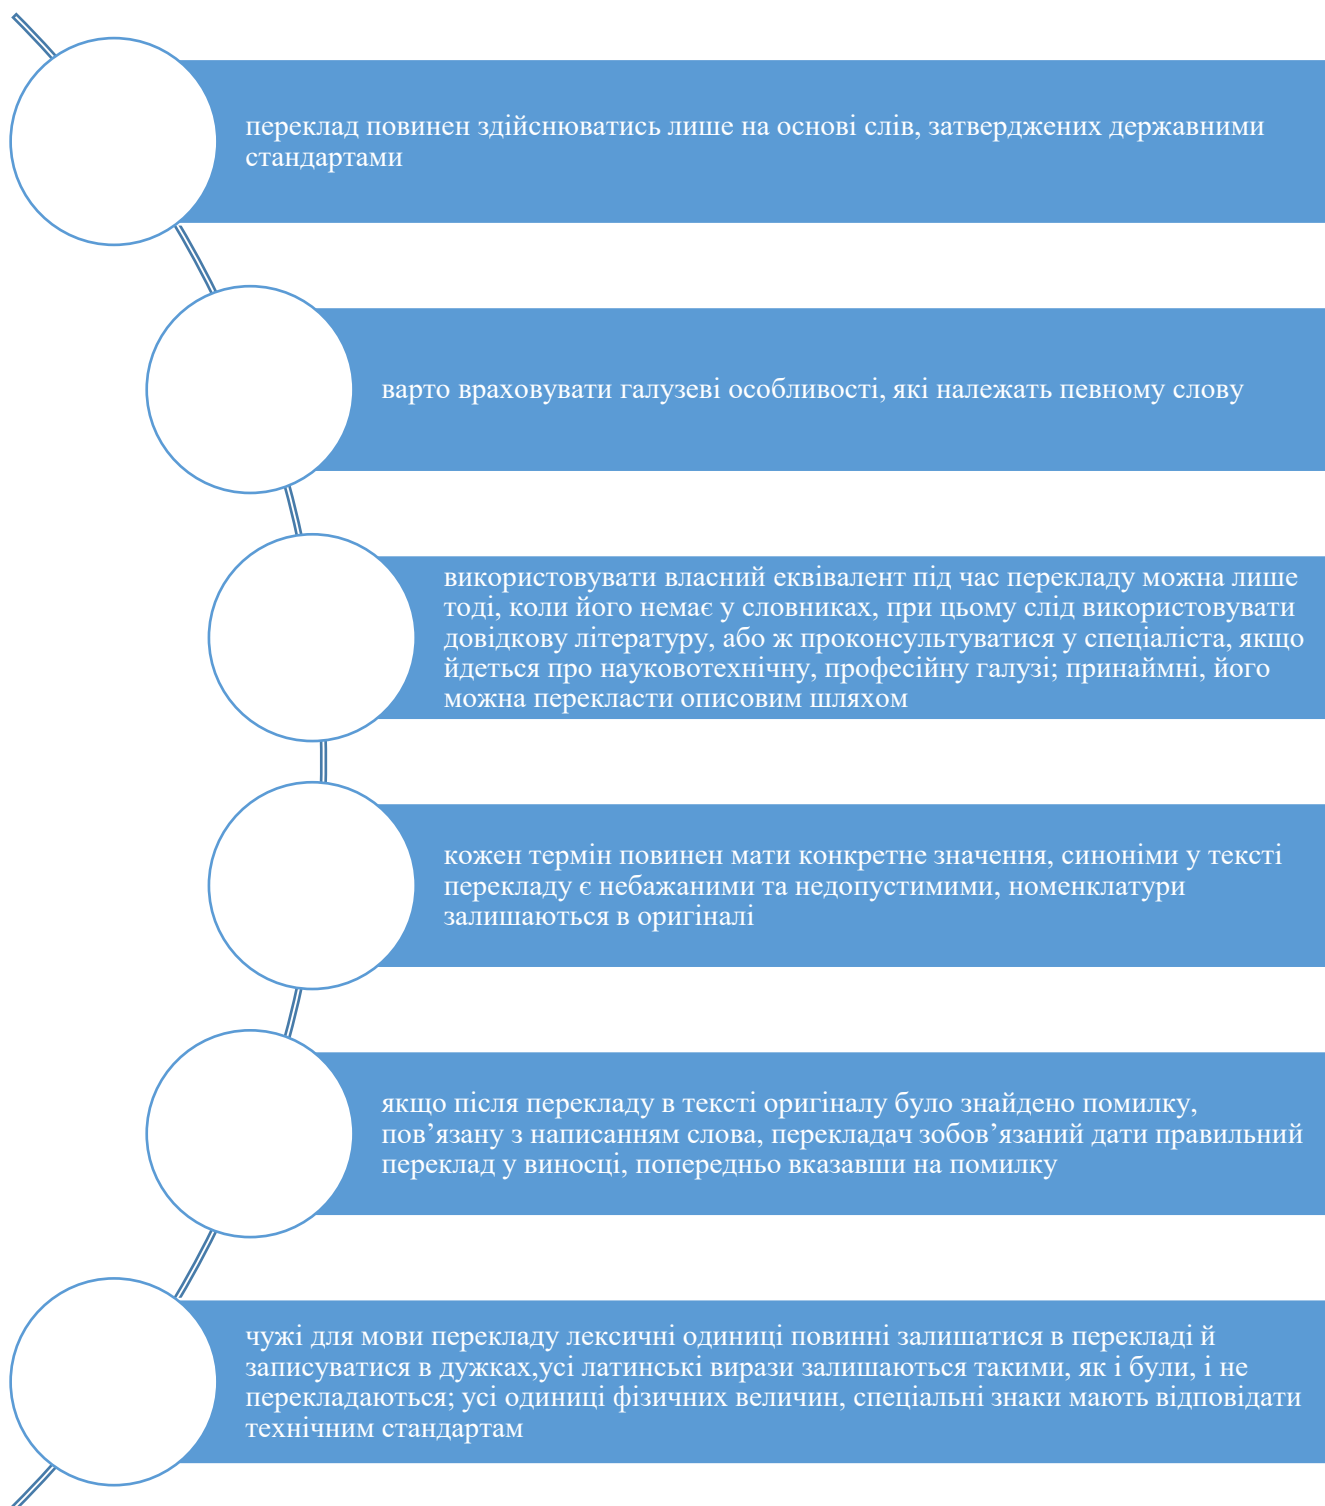 переклад повинен здійснюватись лише на основі слів, затверджених державними
стандартами
варто враховувати галузеві особливості, які належать певному слову
використовувати власний еквівалент під час перекладу можна лише
тоді, коли його немає у словниках, при цьому слід використовувати
довідкову літературу, або ж проконсультуватися у спеціаліста, якщо
йдеться про науковотехнічну, професійну галузі; принаймні, його
можна перекласти описовим шляхом
кожен термін повинен мати конкретне значення, синоніми у тексті
перекладу є небажаними та недопустимими, номенклатури
залишаються в оригіналі
якщо після перекладу в тексті оригіналу було знайдено помилку,
пов’язану з написанням слова, перекладач зобов’язаний дати правильний
переклад у виносці, попередньо вказавши на помилку
чужі для мови перекладу лексичні одиниці повинні залишатися в перекладі й
записуватися в дужках,усі латинські вирази залишаються такими, як і були, і не
перекладаються; усі одиниці фізичних величин, спеціальні знаки мають відповідати
технічним стандартам